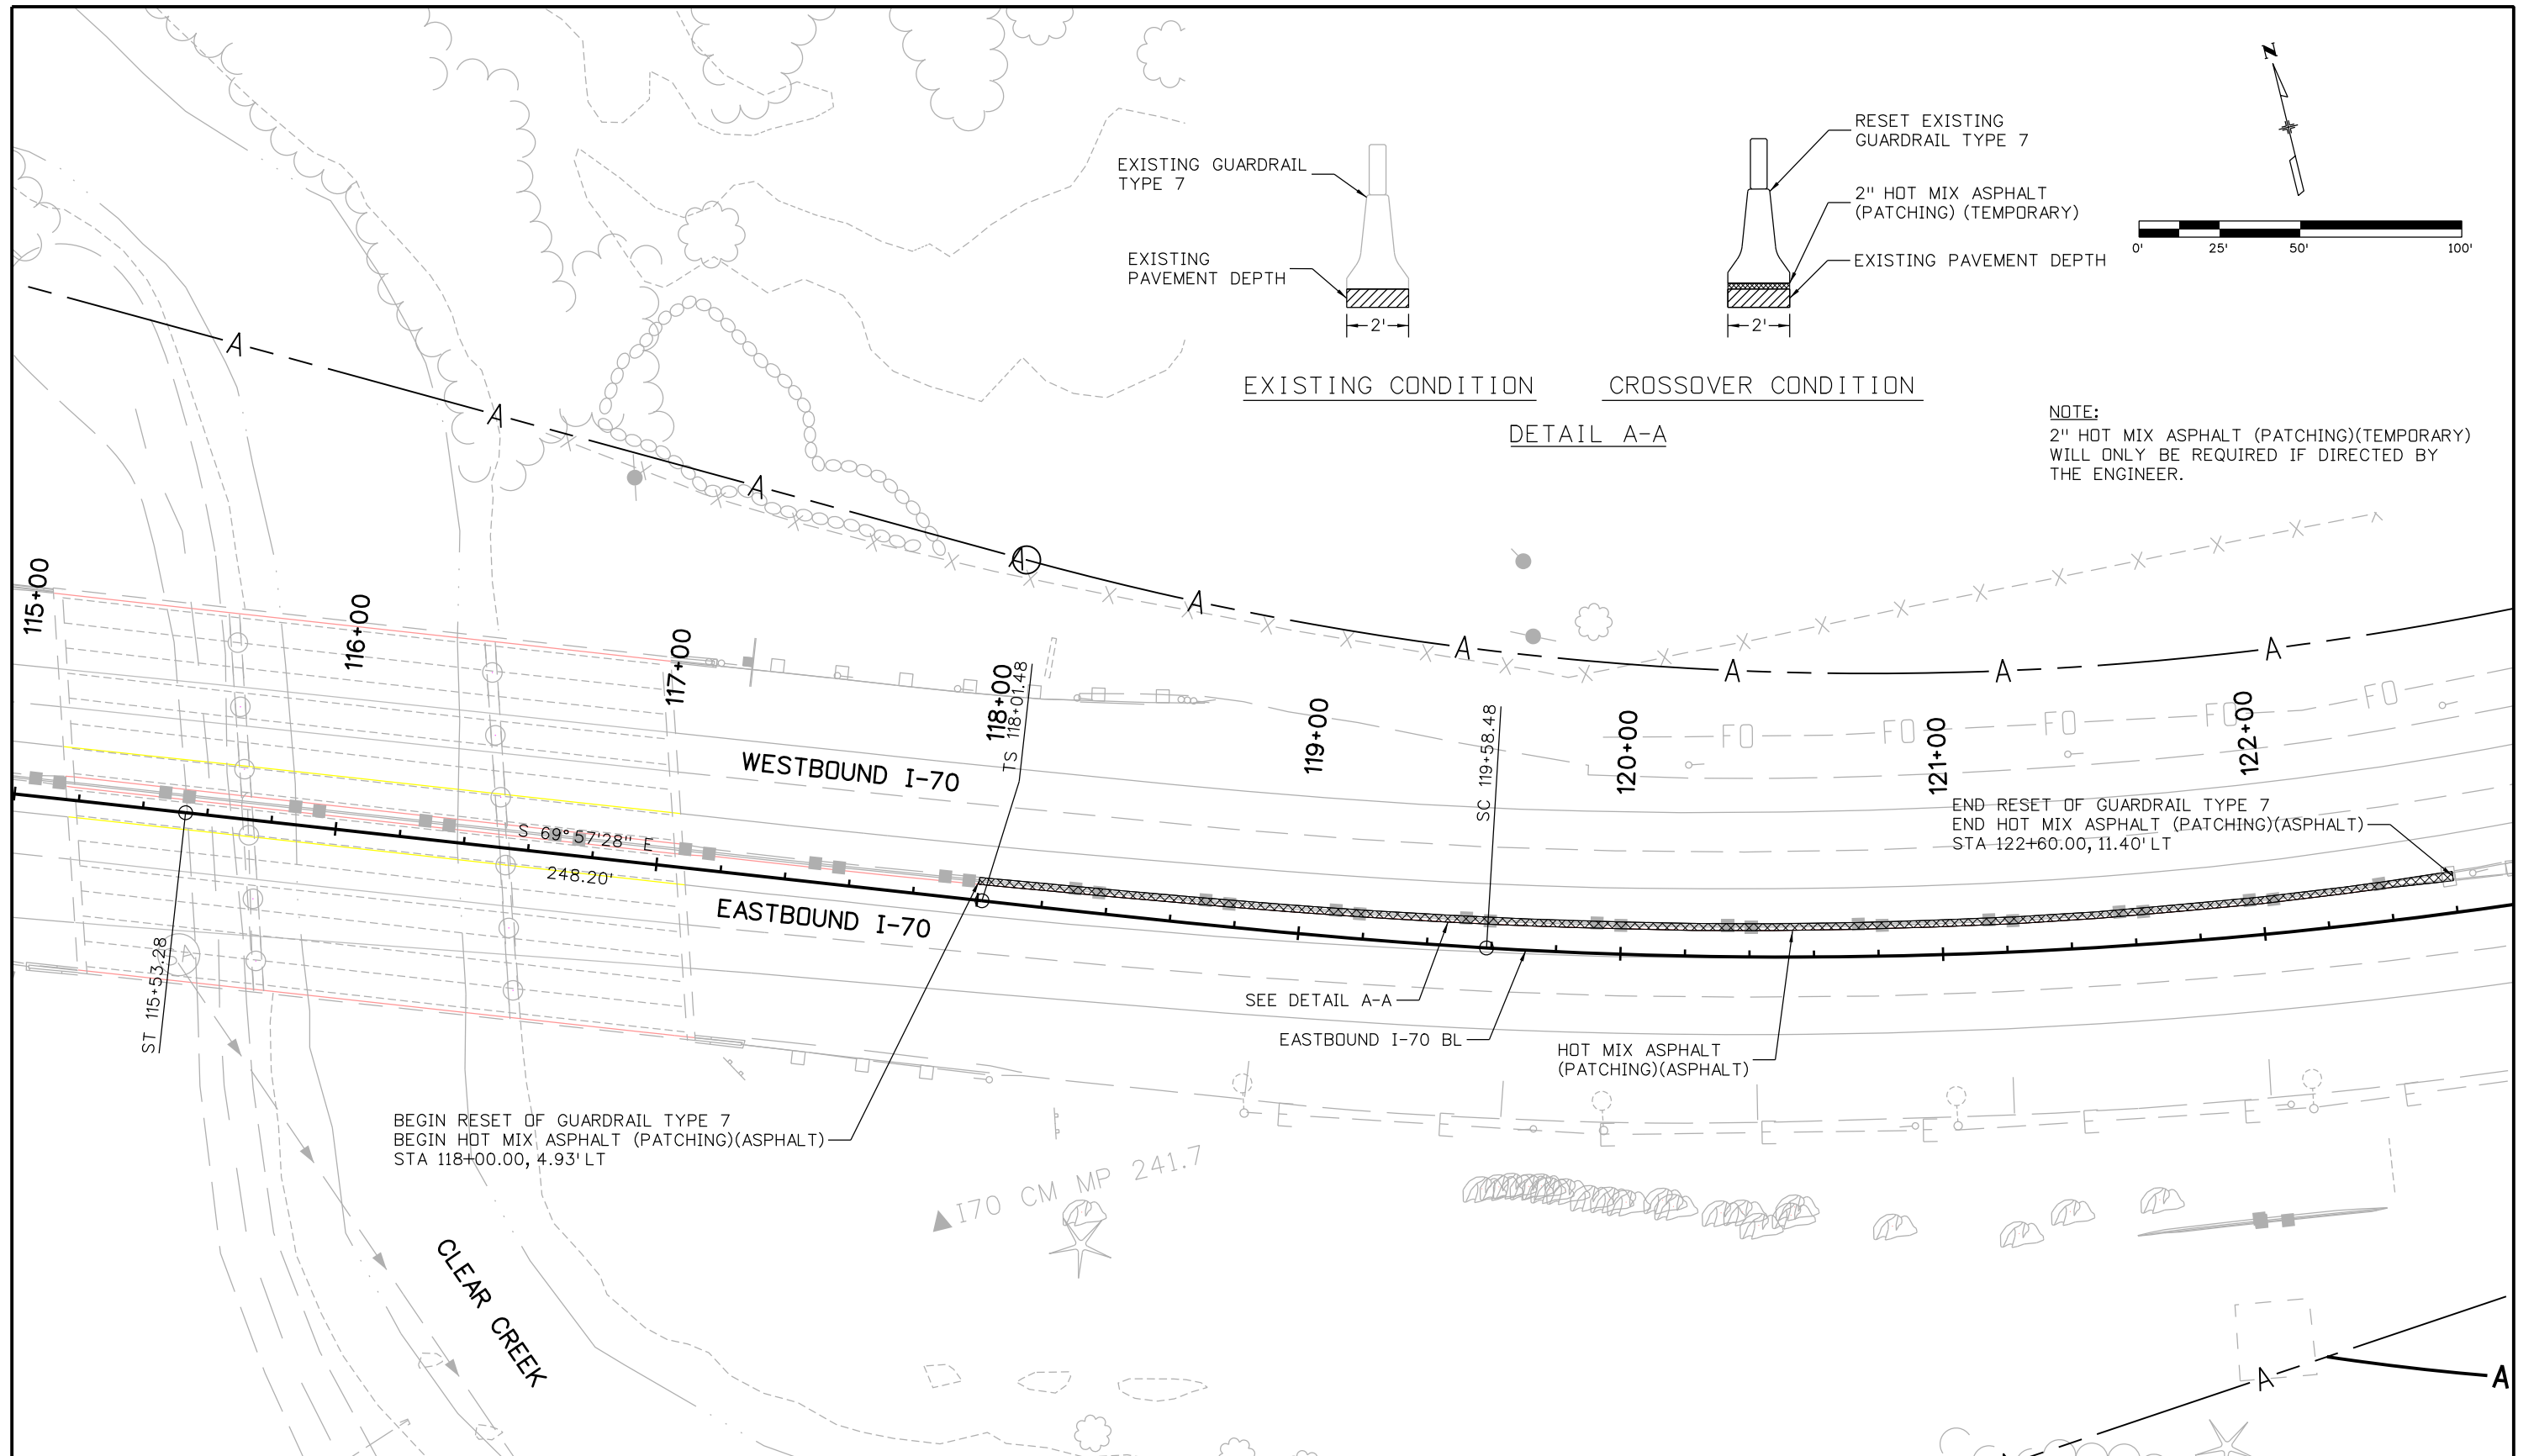 N
RESET EXISTING
GUARDRAIL TYPE 7
EXISTING GUARDRAIL
TYPE 7
2" HOT MIX ASPHALT
(PATCHING) (TEMPORARY)
EXISTING
PAVEMENT DEPTH
EXISTING PAVEMENT DEPTH
0' 25' 50' 100'
2'
2'
EXISTING CONDITION
CROSSOVER CONDITION
DETAIL A-A
NOTE:
2" HOT MIX ASPHALT (PATCHING)(TEMPORARY)
WILL ONLY BE REQUIRED IF DIRECTED BY
THE ENGINEER.
A
A
A
A
A
A
A
A
A
115+00
116+00
117+00
118+00
TS 118+01.48
119+00
SC 119+58.48
120+00
121+00
122+00
FO
FO
FO
FO
FO
WESTBOUND I-70
S 69°57'28" E
248.20'
EASTBOUND I-70
ST 115+53.28
A
END RESET OF GUARDRAIL TYPE 7
END HOT MIX ASPHALT (PATCHING)(ASPHALT)
STA 122+60.00, 11.40' LT
SEE DETAIL A-A
EASTBOUND I-70 BL
HOT MIX ASPHALT
(PATCHING)(ASPHALT)
BEGIN RESET OF GUARDRAIL TYPE 7
BEGIN HOT MIX ASPHALT (PATCHING)(ASPHALT)
STA 118+00.00, 4.93' LT
E
E
E
E
E
E
E
E
I70 CM MP 241.7
CLEAR CREEK
A
A